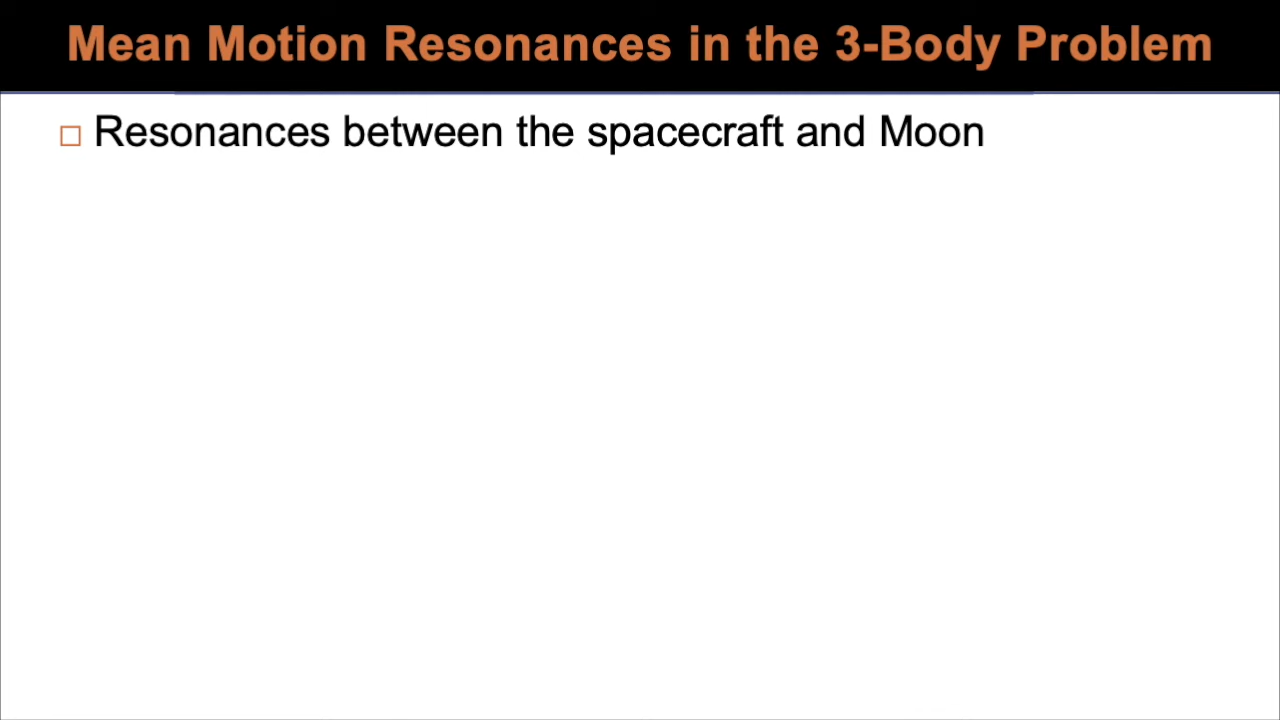 Mean Motion Resonances in the 3-Body Problem
Resonances between the spacecraft and Moon